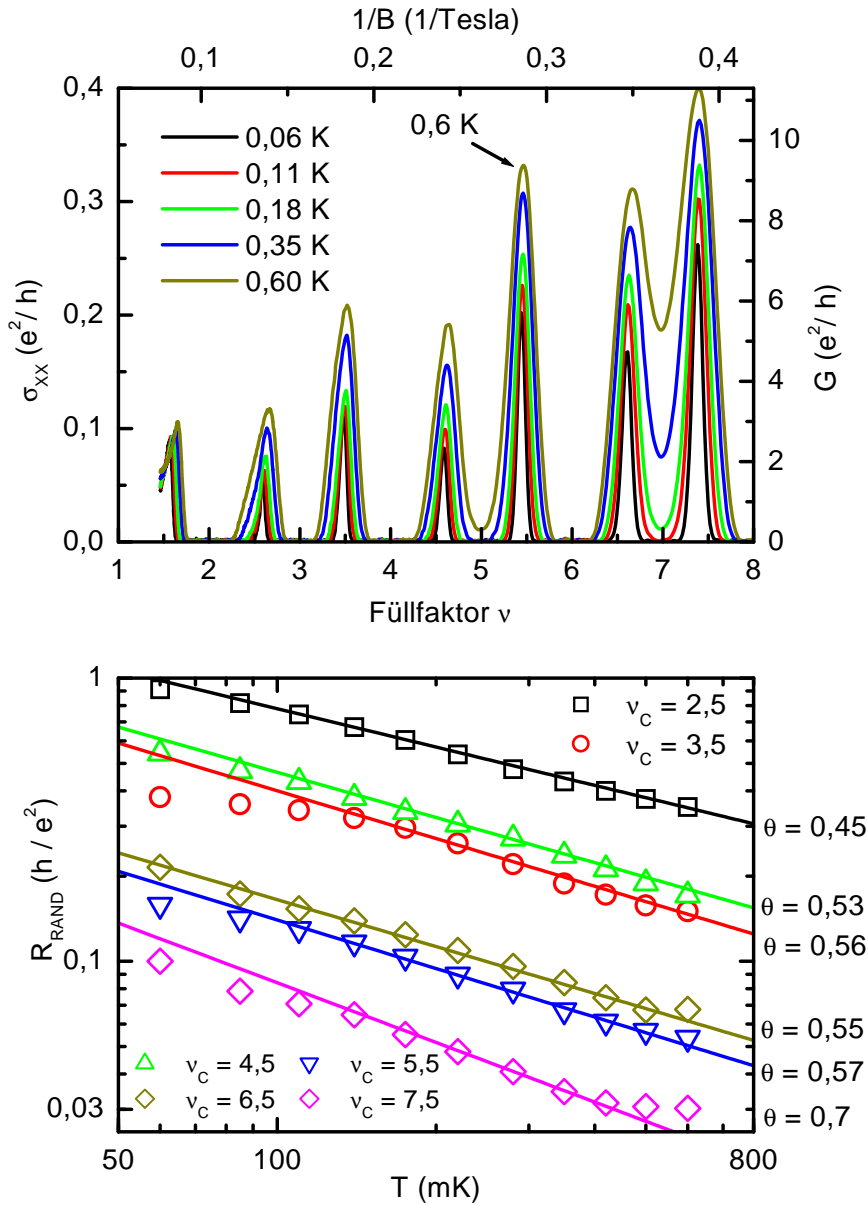 1/B (1/Tesla)
0,1 0,2 0,3 0,4
0,4
0,3
0,2
0,1
0,0
σXX (e²/ h)
0,06 K
0,11 K
0,18 K
0,35 K
0,60 K
0,6 K
10
8
6
4
2
0
G (e²/ h)
1 2 3 4 5 6 7 8
Füllfaktor ν
1
0,1
0,03
RRAND (h / e²)
νC = 2,5
νC = 3,5
θ = 0,45
θ = 0,53
θ = 0,56
θ = 0,55
θ = 0,57
θ = 0,7
νC = 4,5 νC = 5,5
νC = 6,5 νC = 7,5
50 100 800
T (mK)